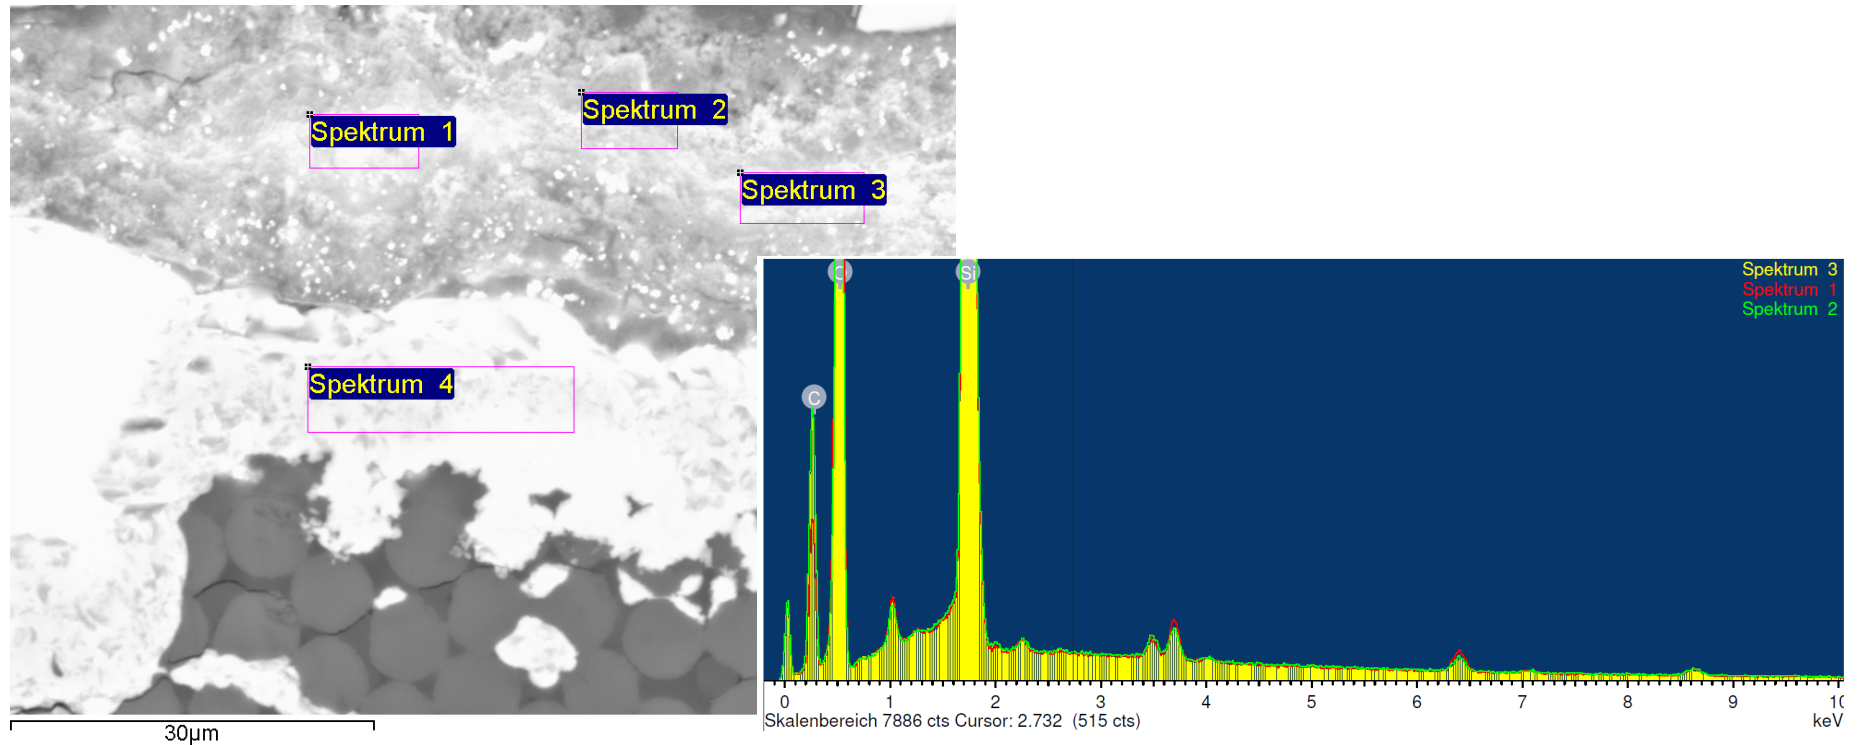 Spektrum 1
Spektrum 2
Spektrum 3
Spektrum 4
30µm
C
O
Si
Spektrum 3
Spektrum 1
Spektrum 2
0 1 2 3 4 5 6 7 8 9 10
Skalenbereich 7886 cts Cursor: 2.732 (515 cts)
keV